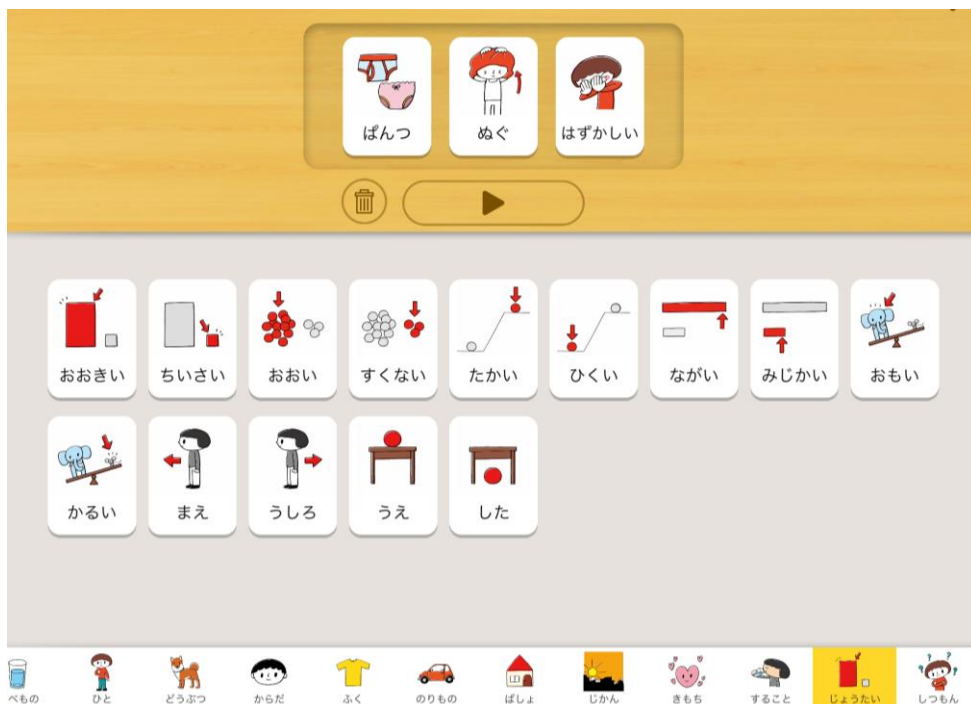 ぱんつ ぬぐ はずかしい
おおきい ちいさい おおい すくない たかい ひくい ながい みじかい おもい
かるい まえ うしろ うえ した
べもの ひと どうぶつ からだ ふく のりもの ばしょ じかん きもち すること じょうたい しつもん